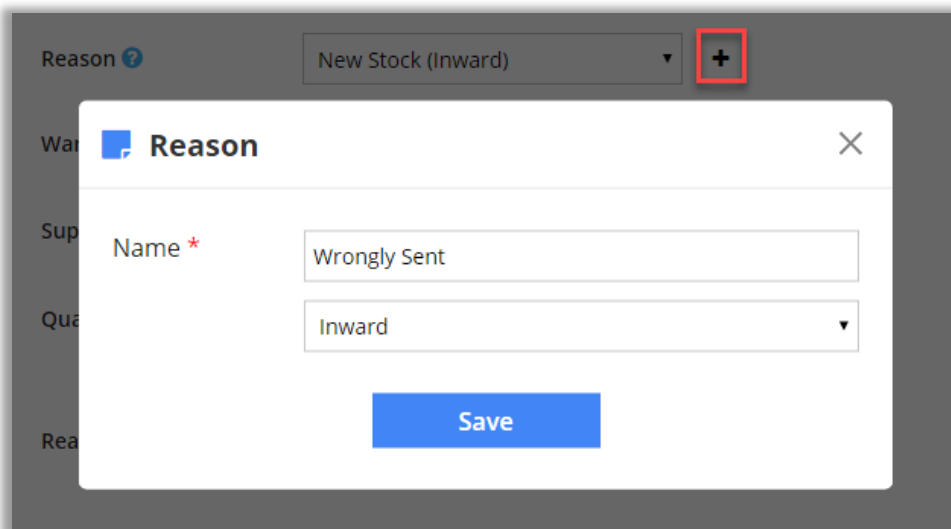 Reason ?
New Stock (Inward)
+
Reason
Name *
Wrongly Sent
Inward
Save